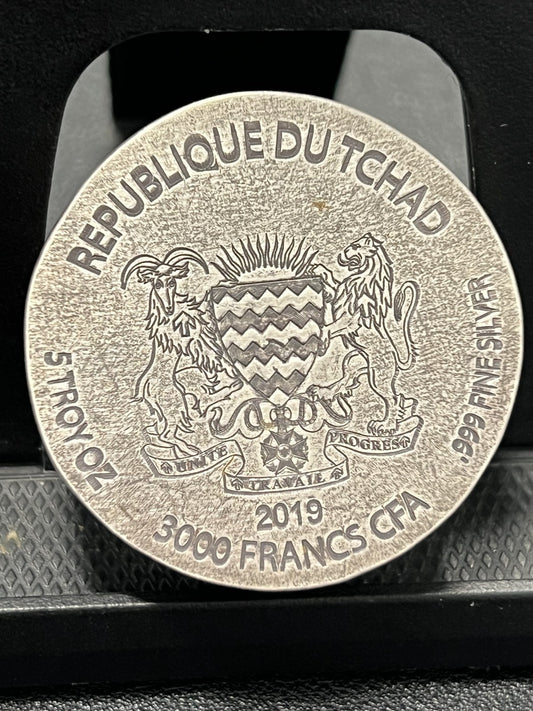 REPUBLIQUE DU TCHAD
5 TROY OZ
.999 FINE SILVER
UNITE
TRAVAIL
PROGRES
2019
3000 FRANCS CFA